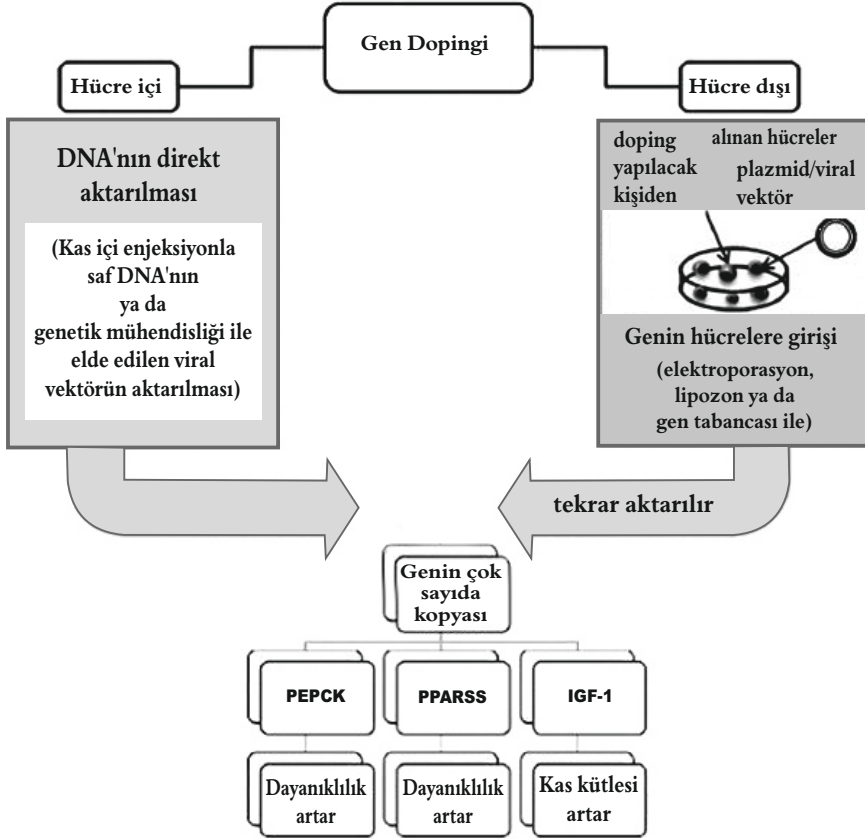 Gen Dopingi
Hücre içi
Hücre dışı
DNA'nın direkt
aktarılması
(Kas içi enjeksiyonla
saf DNA'nın
ya da
genetik mühendisliği ile
elde edilen viral
vektörün aktarılması)
doping
yapılacak
kişiden
alınan hücreler
plazmid/viral
vektör
Genin hücrelere girişi
(elektroporasyon,
lipozon ya da
gen tabancası ile)
tekrar aktarılır
Genin çok
sayıda
kopyası
PEPCK
PPARSS
IGF-1
Dayanıklılık
artar
Dayanıklılık
artar
Kas kütlesi
artar